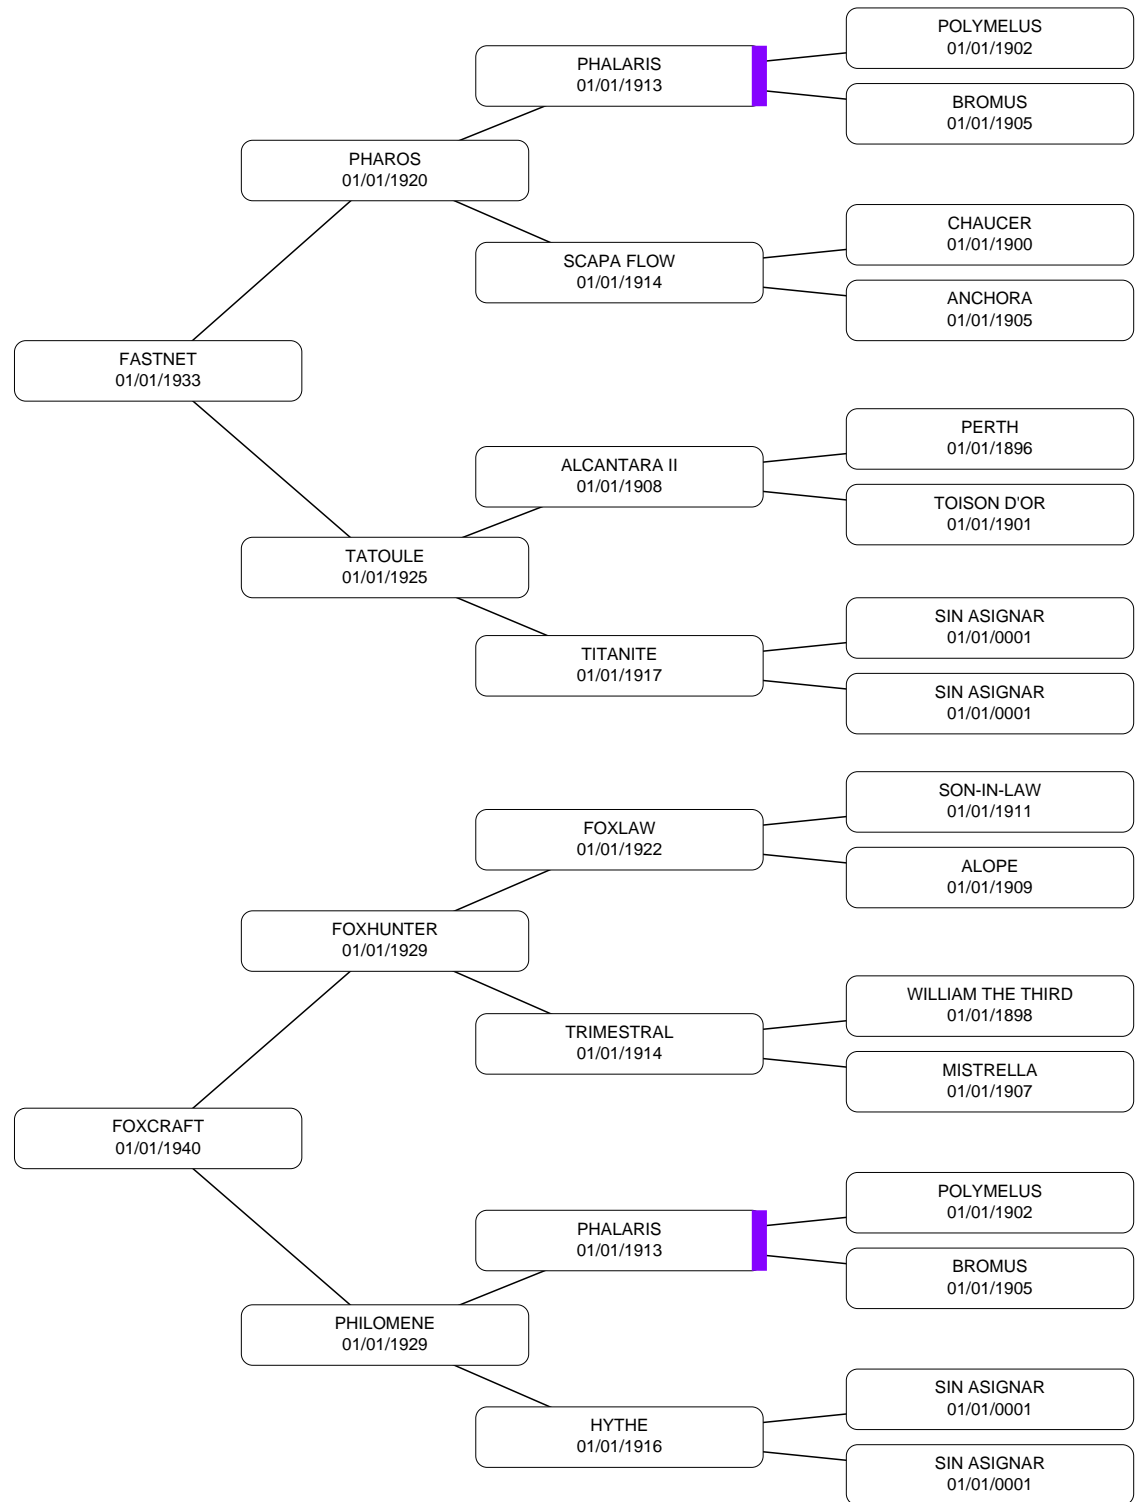 POLYMELUS
01/01/1902
PHALARIS
01/01/1913
BROMUS
01/01/1905
PHAROS
01/01/1920
CHAUCER
01/01/1900
SCAPA FLOW
01/01/1914
ANCHORA
01/01/1905
FASTNET
01/01/1933
PERTH
01/01/1896
ALCANTARA II
01/01/1908
TOISON D'OR
01/01/1901
TATOULE
01/01/1925
SIN ASIGNAR
01/01/0001
TITANITE
01/01/1917
SIN ASIGNAR
01/01/0001
SON-IN-LAW
01/01/1911
FOXLAW
01/01/1922
ALOPE
01/01/1909
FOXHUNTER
01/01/1929
WILLIAM THE THIRD
01/01/1898
TRIMESTRAL
01/01/1914
MISTRELLA
01/01/1907
FOXCRAFT
01/01/1940
POLYMELUS
01/01/1902
PHALARIS
01/01/1913
BROMUS
01/01/1905
PHILOMENE
01/01/1929
SIN ASIGNAR
01/01/0001
HYTHE
01/01/1916
SIN ASIGNAR
01/01/0001